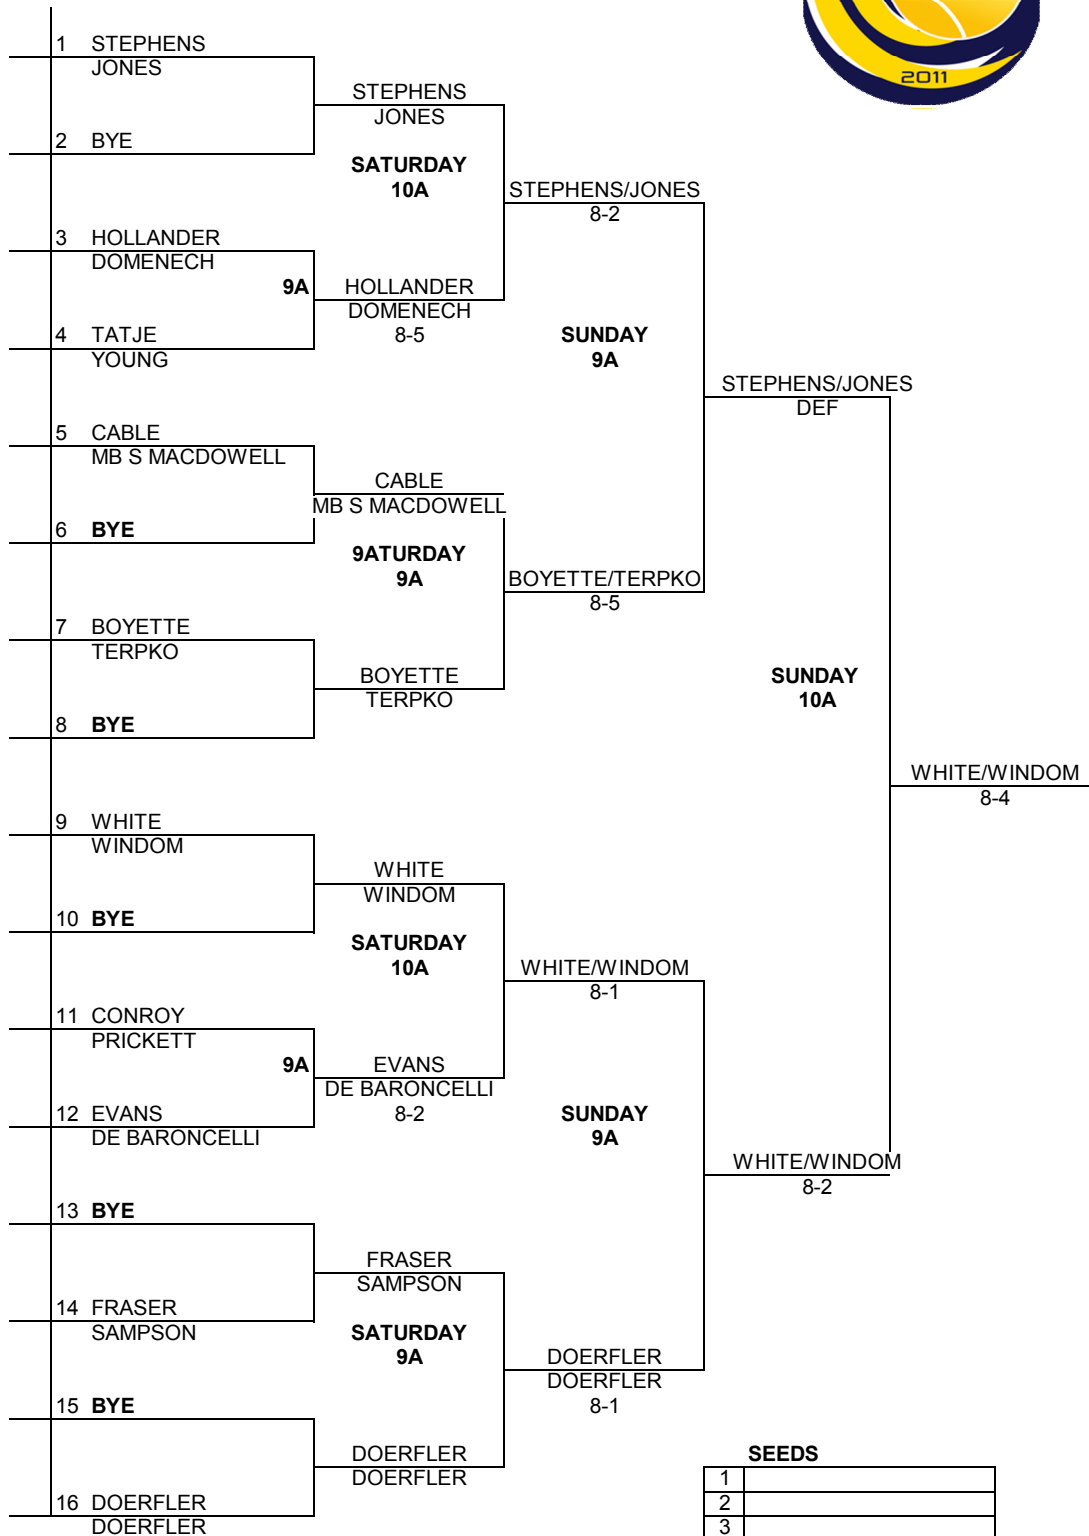 2011
1 STEPHENS
JONES
STEPHENS
JONES
2 BYE
SATURDAY
10A
STEPHENS/JONES
8-2
3 HOLLANDER
DOMENECH
9A
HOLLANDER
DOMENECH
8-5
4 TATJE
YOUNG
SUNDAY
9A
STEPHENS/JONES
DEF
5 CABLE
MB S MACDOWELL
CABLE
MB S MACDOWELL
6 BYE
9ATURDAY
9A
BOYETTE/TERPKO
8-5
7 BOYETTE
TERPKO
BOYETTE
TERPKO
8 BYE
SUNDAY
10A
WHITE/WINDOM
8-4
9 WHITE
WINDOM
WHITE
WINDOM
10 BYE
SATURDAY
10A
WHITE/WINDOM
8-1
11 CONROY
PRICKETT
9A
EVANS
DE BARONCELLI
8-2
12 EVANS
DE BARONCELLI
SUNDAY
9A
WHITE/WINDOM
8-2
13 BYE
FRASER
SAMPSON
14 FRASER
SAMPSON
SATURDAY
9A
DOERFLER
DOERFLER
8-1
15 BYE
DOERFLER
DOERFLER
16 DOERFLER
DOERFLER
SEEDS
1
2
3